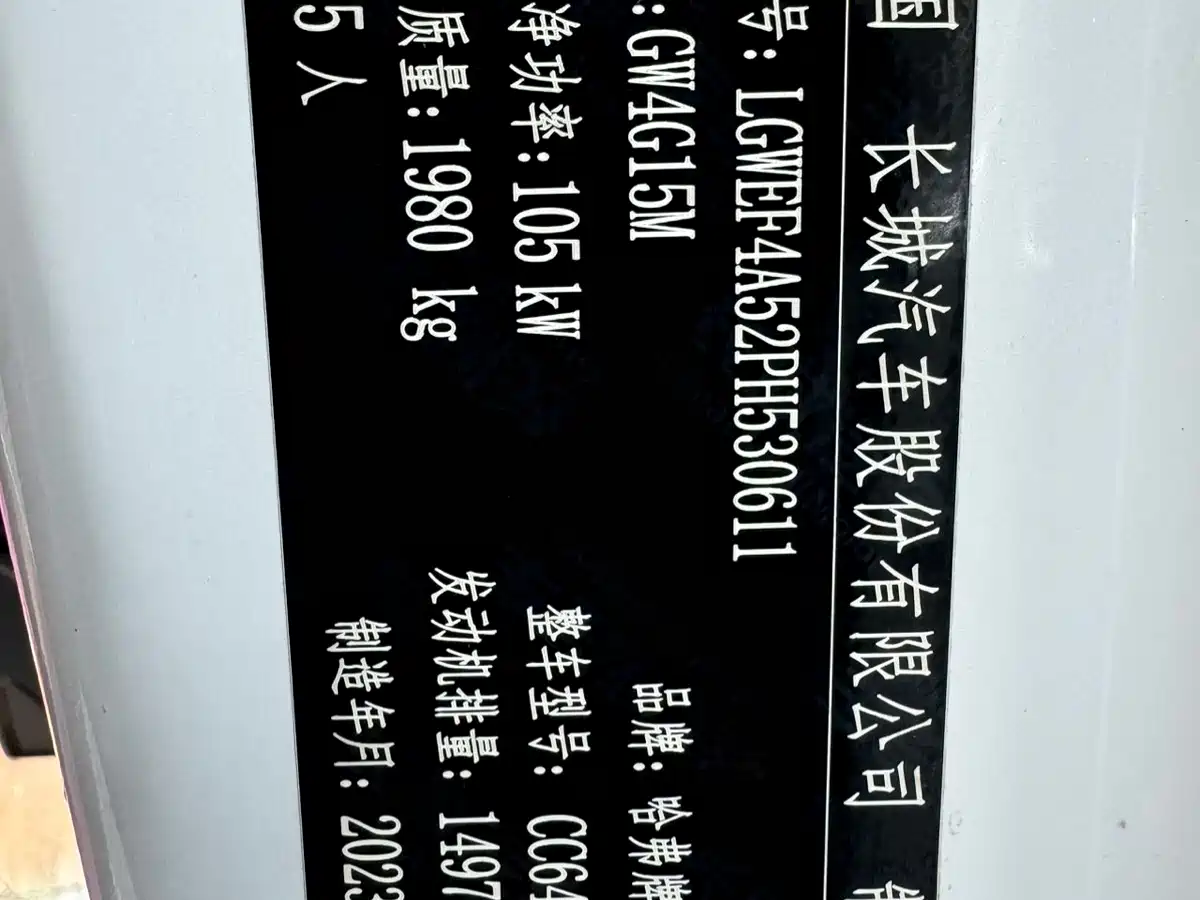 国 长城汽车股份有限公司
号: LGWEF4A52PH530611
: GW4G15M 品牌: 哈弗牌
净功率: 105 kW 整车型号: CC64
质量: 1980 kg 发动机排量: 1497
5 人 制造年月: 2023